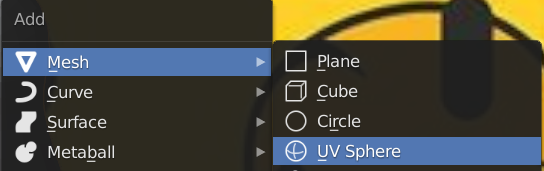 Add
Mesh
Curve
Surface
Metaball
Plane
Cube
Circle
UV Sphere